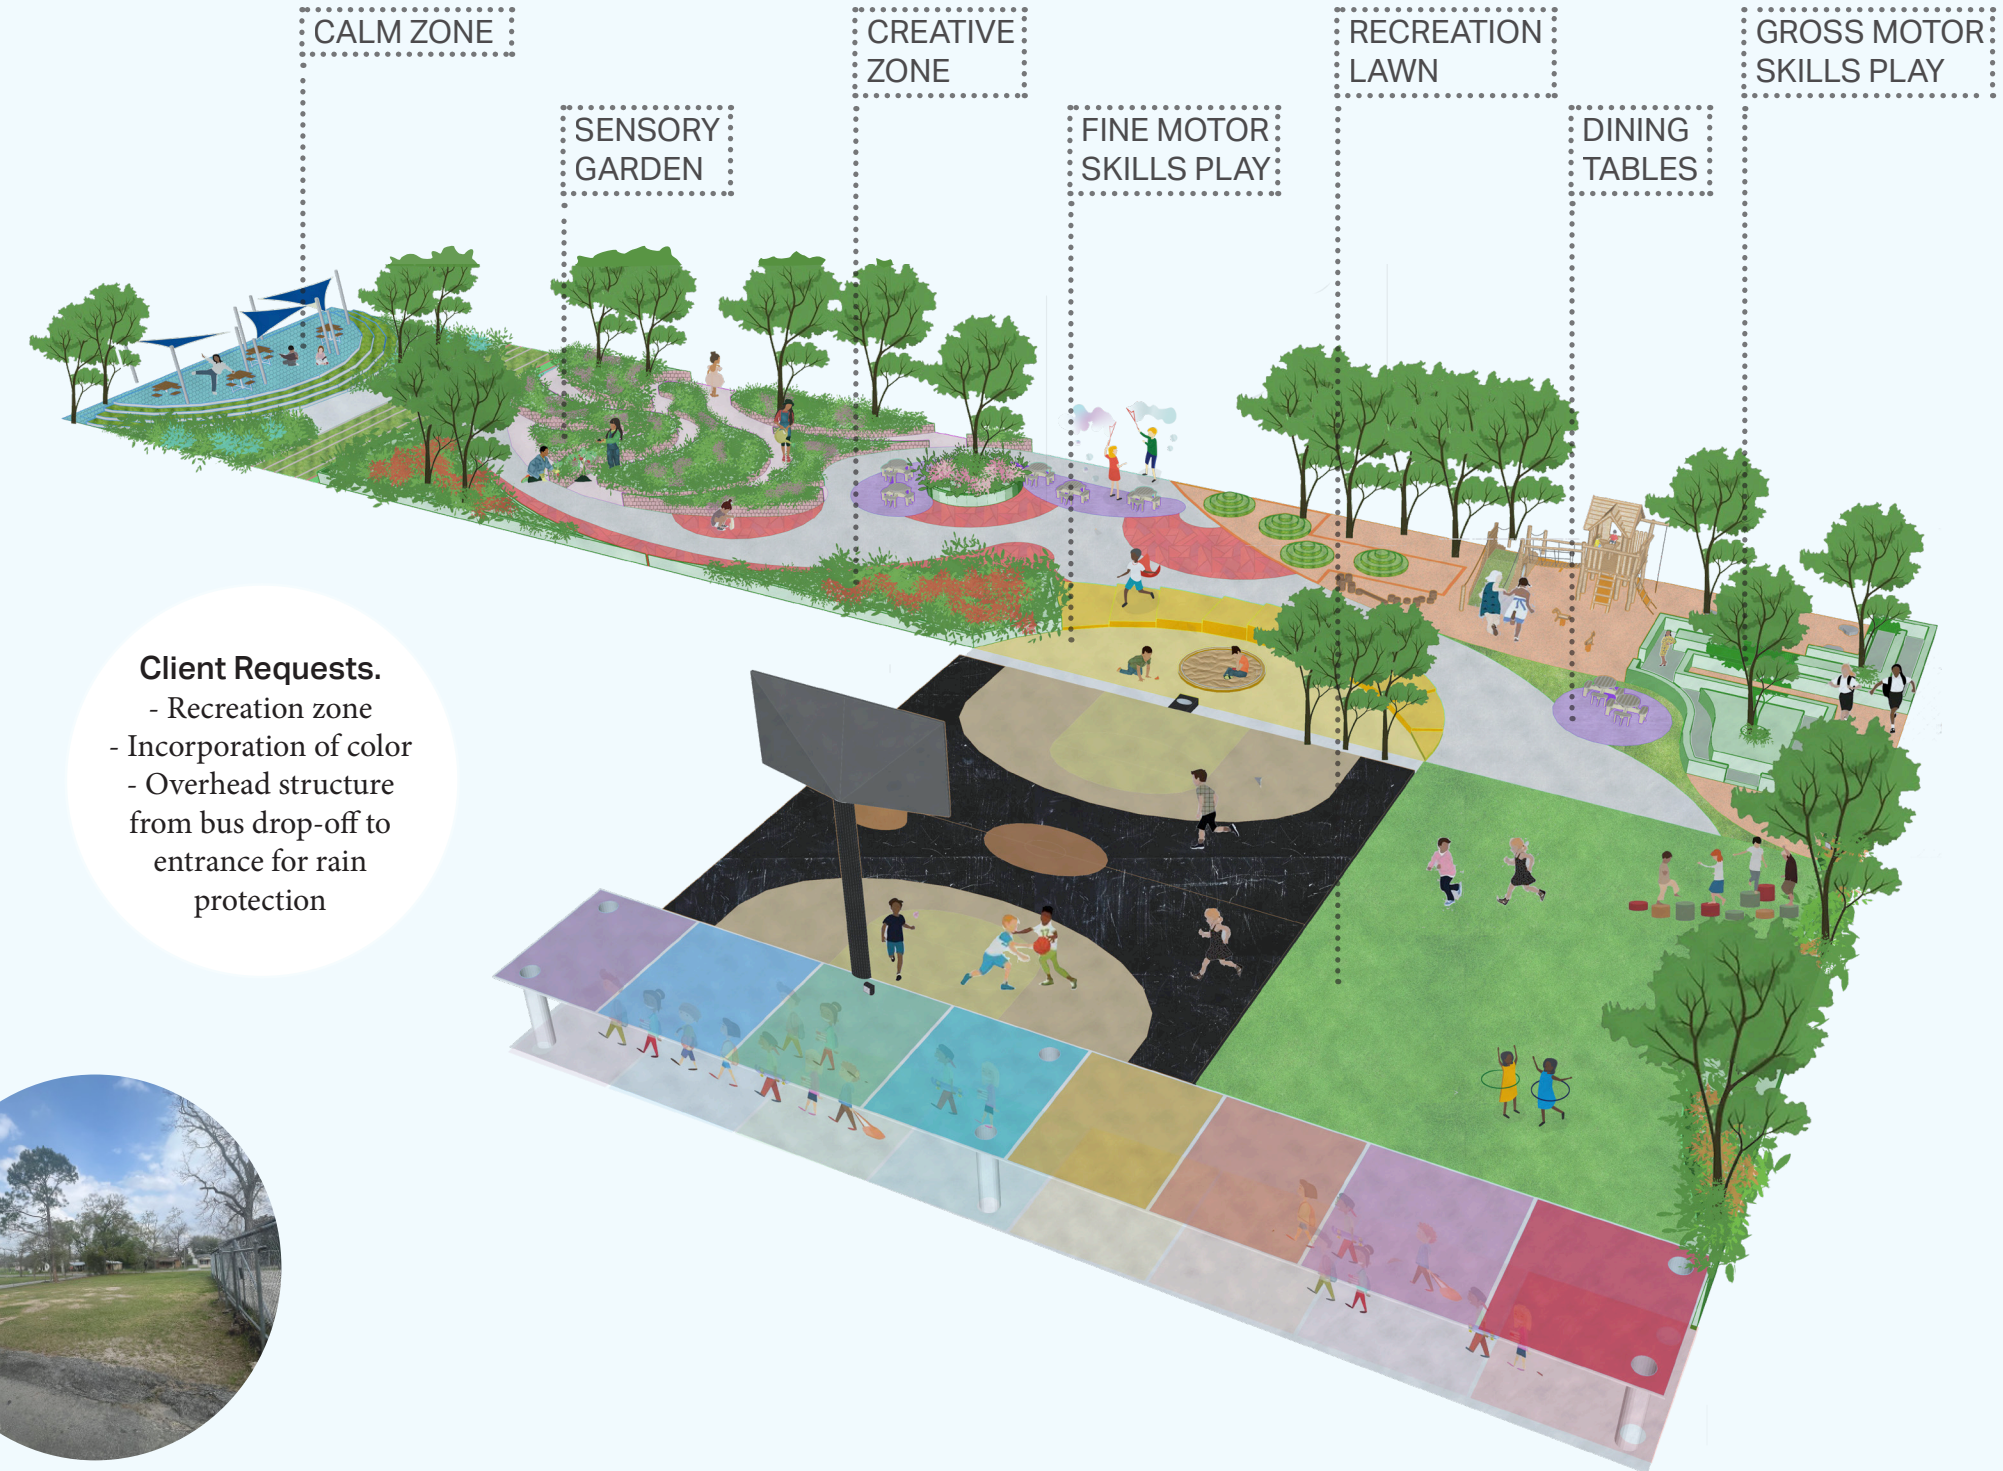 CALM ZONE
CREATIVE
ZONE
RECREATION
LAWN
GROSS MOTOR
SKILLS PLAY
SENSORY
GARDEN
FINE MOTOR
SKILLS PLAY
DINING
TABLES
Client Requests.
- Recreation zone
- Incorporation of color
- Overhead structure
from bus drop-off to
entrance for rain
protection